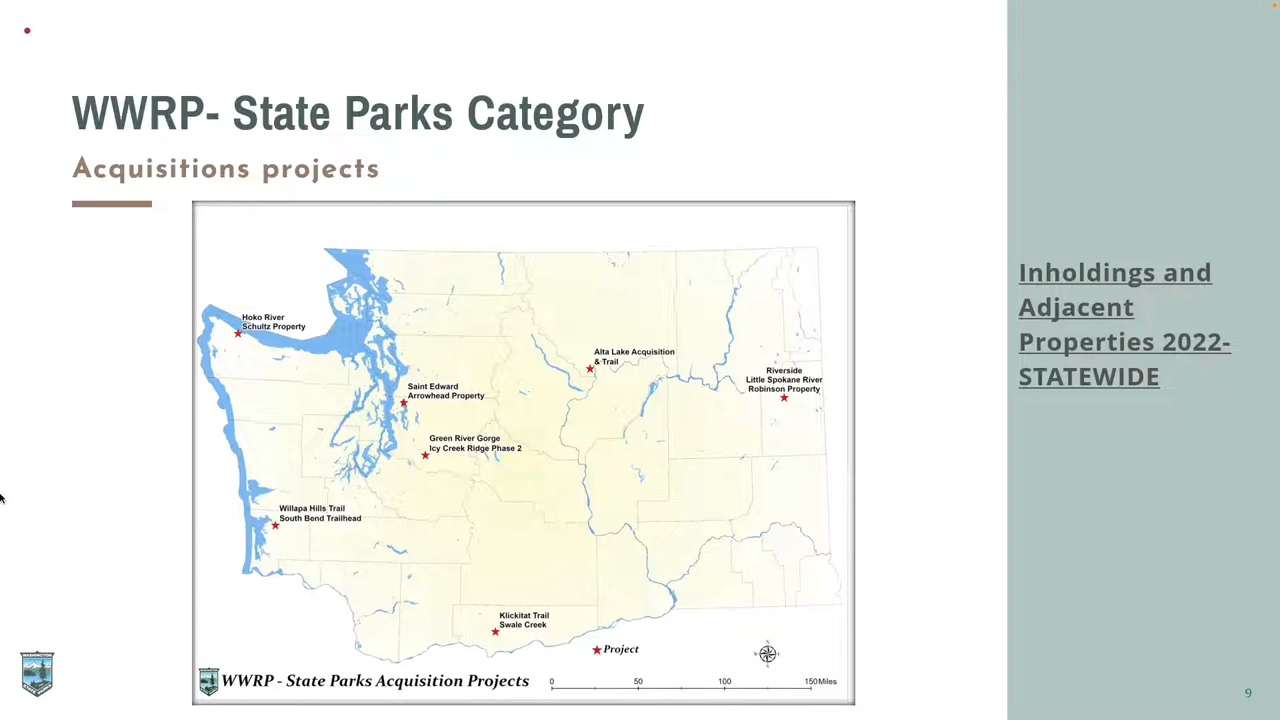 WWRP- State Parks Category
Acquisitions projects
Hoko River
Schultz Property
Saint Edward
Arrowhead Property
Green River Gorge
Icy Creek Ridge Phase 2
Willapa Hills Trail
South Bend Trailhead
Alta Lake Acquisition
& Trail
Riverside
Little Spokane River
Robinson Property
Klickitat Trail
Swale Creek
Project
WWRP - State Parks Acquisition Projects
0 50 100 150 Miles
Inholdings and
Adjacent
Properties 2022-
STATEWIDE
9